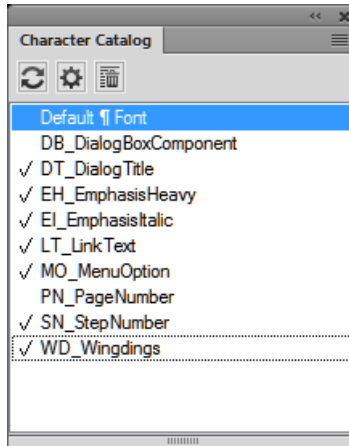 Character Catalog
Default ¶ Font
DB_DialogBoxComponent
✓ DT_DialogTitle
✓ EH_EmphasisHeavy
✓ EI_EmphasisItalic
✓ LT_LinkText
✓ MO_MenuOption
PN_PageNumber
✓ SN_StepNumber
✓ WD_Wingdings